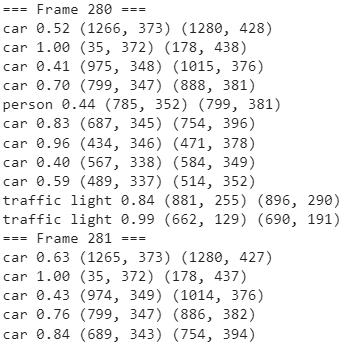 === Frame 280 ===
car 0.52 (1266, 373) (1280, 428)
car 1.00 (35, 372) (178, 438)
car 0.41 (975, 348) (1015, 376)
car 0.70 (799, 347) (888, 381)
person 0.44 (785, 352) (799, 381)
car 0.83 (687, 345) (754, 396)
car 0.96 (434, 346) (471, 378)
car 0.40 (567, 338) (584, 349)
car 0.59 (489, 337) (514, 352)
traffic light 0.84 (881, 255) (896, 290)
traffic light 0.99 (662, 129) (690, 191)
=== Frame 281 ===
car 0.63 (1265, 373) (1280, 427)
car 1.00 (35, 372) (178, 437)
car 0.43 (974, 349) (1014, 376)
car 0.76 (799, 347) (886, 382)
car 0.84 (689, 343) (754, 394)